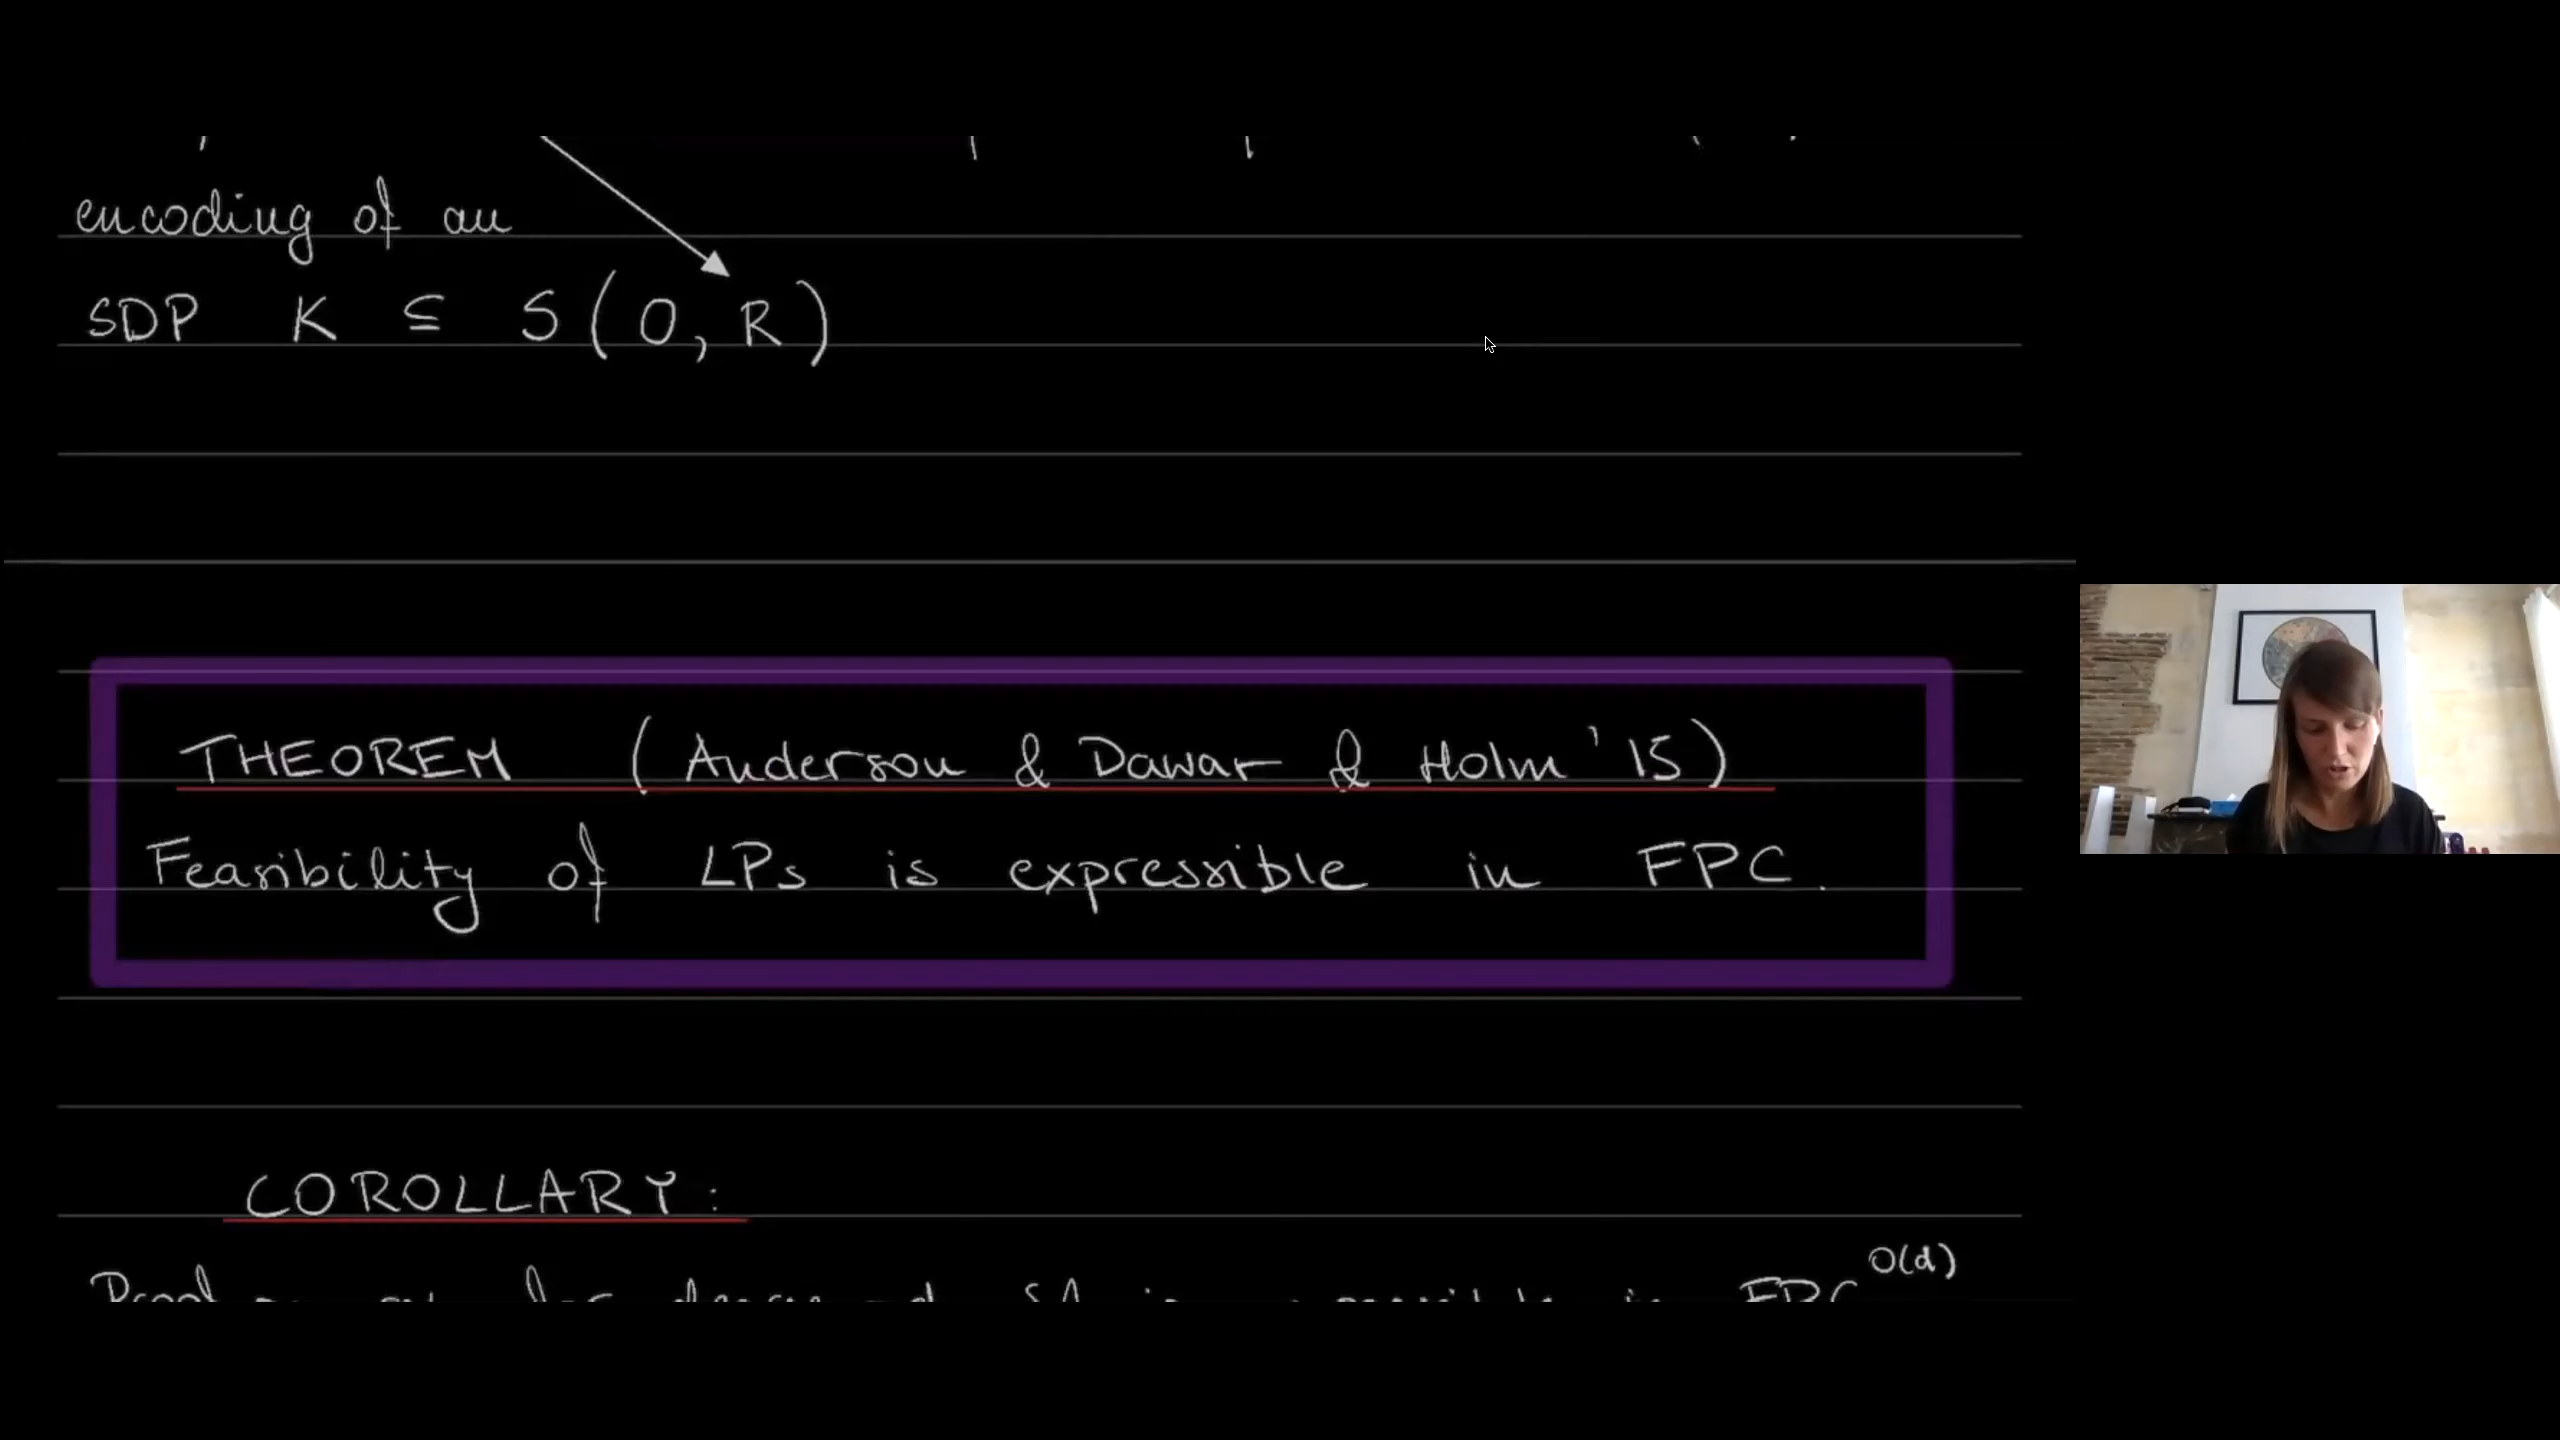 encoding of an
SDP K ⊆ S(0,R)
THEOREM (Anderson & Dawar & Holm '15)
Feasibility of LPs is expressible in FPC.
COROLLARY:
O(d)